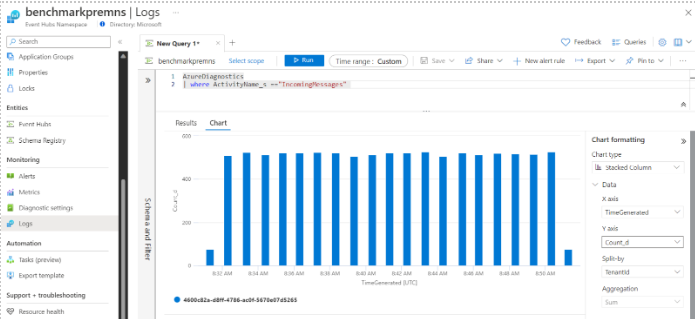 benchmarkpremns | Logs ...
Event Hubs Namespace Directory: Microsoft
Search
Application Groups
Properties
Locks
Entities
Event Hubs
Schema Registry
Monitoring
Alerts
Metrics
Diagnostic settings
Logs
Automation
Tasks (preview)
Export template
Support + troubleshooting
Resource health
New Query 1*
Feedback
Queries
benchmarkpremns
Select scope
Run
Time range : Custom
Save
Share
New alert rule
Export
Pin to
...
1 AzureDiagnostics
2 | where ActivityName_s =="IncomingMessages"
...
Schema and Filter
Results Chart
600
400
200
0
Count_d
8:32 AM 8:34 AM 8:36 AM 8:38 AM 8:40 AM 8:42 AM 8:44 AM 8:46 AM 8:48 AM 8:50 AM
TimeGenerated [UTC]
Chart formatting
Chart type
Stacked Column
Data
X axis
TimeGenerated
Y axis
Count_d
Split-by
TenantId
Aggregation
Sum